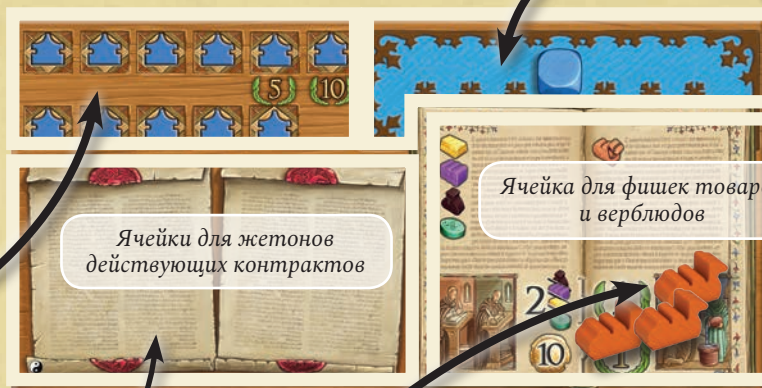 5 10
Ячейка для фишек товар
и верблюдов
Ячейки для жетонов
действующих контрактов
2
10